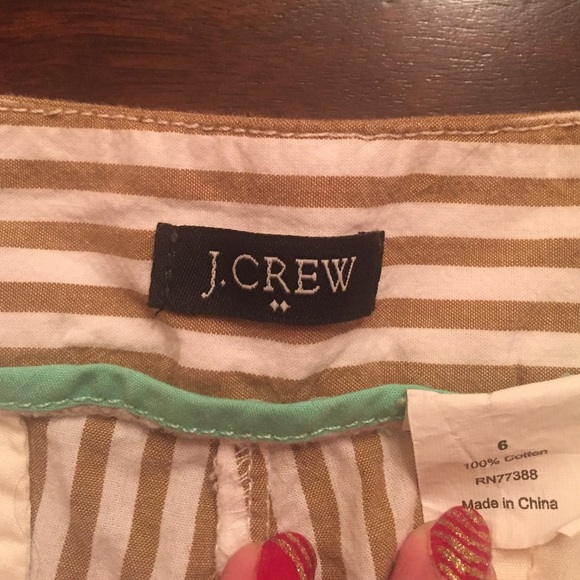 J.CREW
6
100% Cotton
RN77388
Made in China